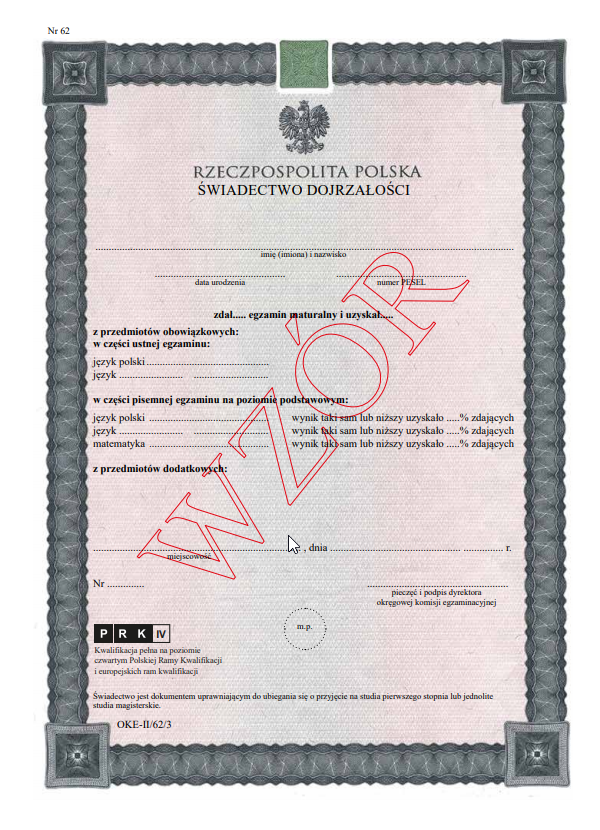 Nr 62
RZECZPOSPOLITA POLSKA
ŚWIADECTWO DOJRZAŁOŚCI
................................................................
imię (imiona) i nazwisko
data urodzenia numer PESEL
zdał..... egzamin maturalny i uzyskał.....
z przedmiotów obowiązkowych:
w części ustnej egzaminu:
język polski ..............................
język .................... ....................
w części pisemnej egzaminu na poziomie podstawowym:
język polski .............................. wynik taki sam lub niższy uzyskało .....% zdających
język .................... .................... wynik taki sam lub niższy uzyskało .....% zdających
matematyka .............................. wynik taki sam lub niższy uzyskało .....% zdających
z przedmiotów dodatkowych:
WZÓR
................................ , dnia ................................ ............. r.
miejscowość
Nr .............
pieczęć i podpis dyrektora
okręgowej komisji egzaminacyjnej
m.p.
P R K IV
Kwalifikacja pełna na poziomie
czwartym Polskiej Ramy Kwalifikacji
i europejskich ram kwalifikacji
Świadectwo jest dokumentem uprawniającym do ubiegania się o przyjęcie na studia pierwszego stopnia lub jednolite
studia magisterskie.
OKE-II/62/3